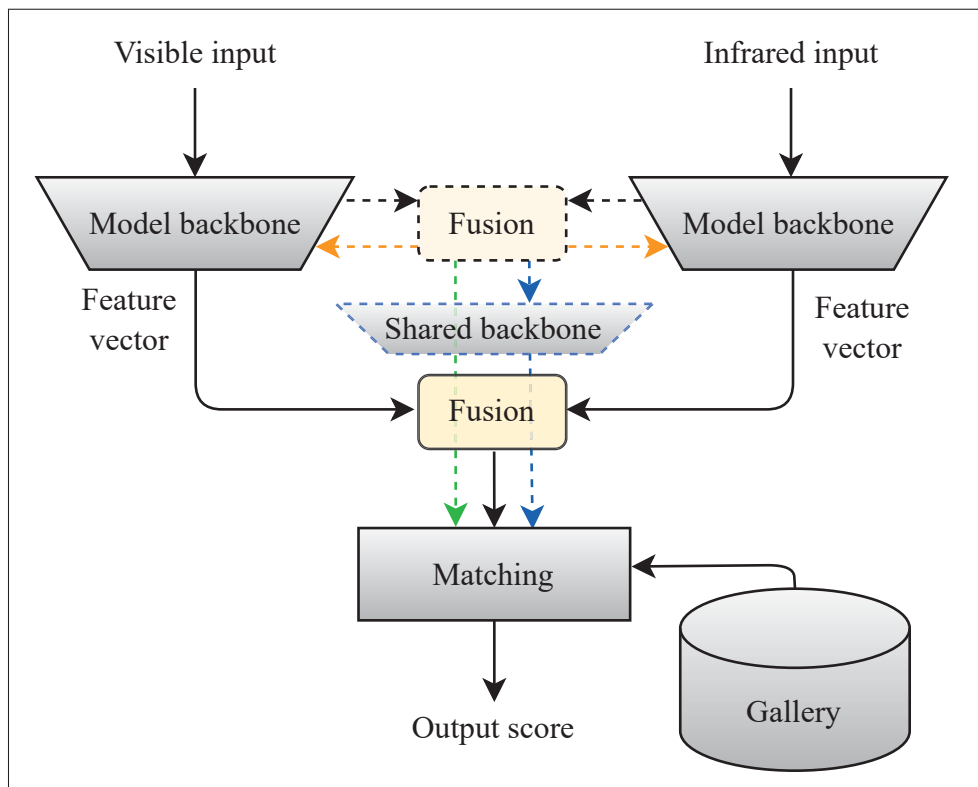 Visible input
Infrared input
Model backbone
Fusion
Model backbone
Feature
vector
Shared backbone
Feature
vector
Fusion
Matching
Gallery
Output score